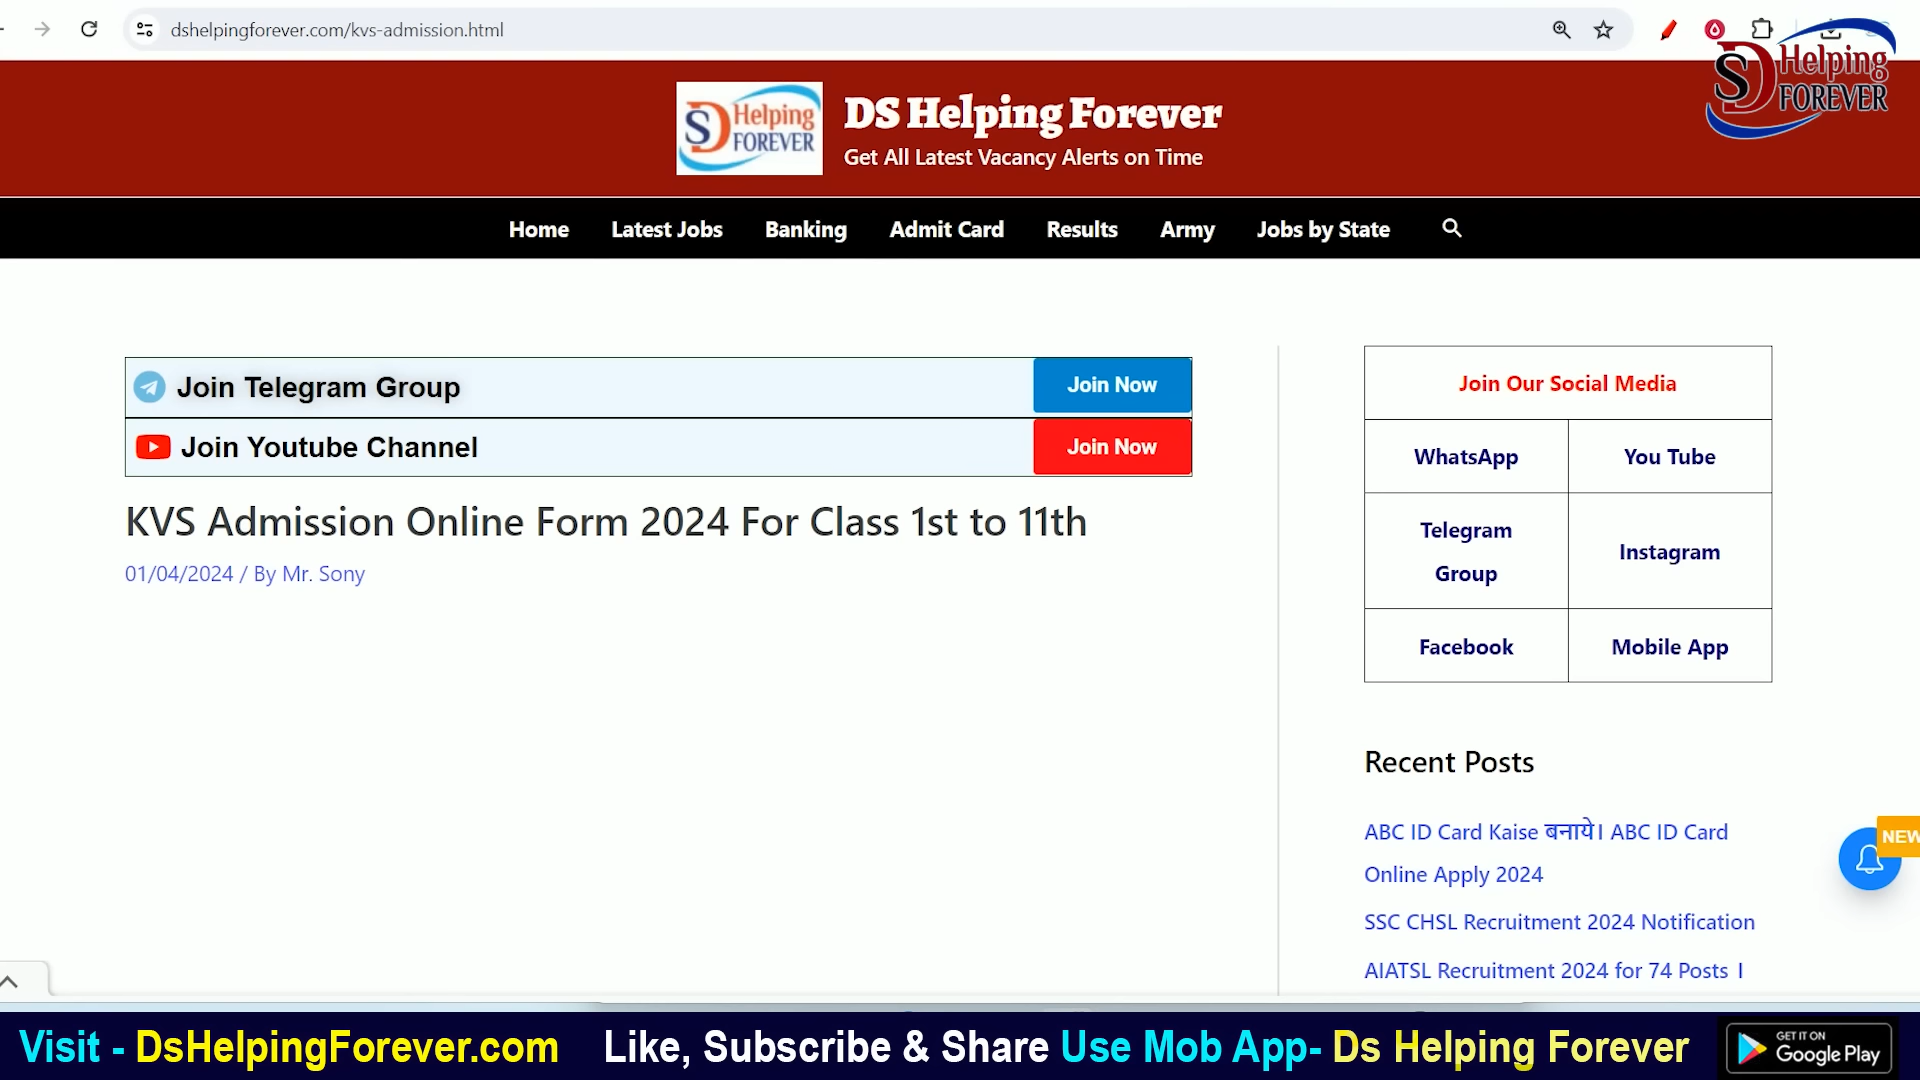 dshelpingforever.com/kvs-admission.html
SD Helping FOREVER
SD Helping FOREVER
DS Helping Forever
Get All Latest Vacancy Alerts on Time
Home Latest Jobs Banking Admit Card Results Army Jobs by State
Join Telegram Group Join Now
Join Youtube Channel Join Now
KVS Admission Online Form 2024 For Class 1st to 11th
01/04/2024 / By Mr. Sony
Join Our Social Media
WhatsApp You Tube
Telegram Group Instagram
Facebook Mobile App
Recent Posts
ABC ID Card Kaise बनाये। ABC ID Card
Online Apply 2024
SSC CHSL Recruitment 2024 Notification
AIATSL Recruitment 2024 for 74 Posts ।
NEW
Visit - DsHelpingForever.com Like, Subscribe & Share Use Mob App- Ds Helping Forever
GET IT ON
Google Play